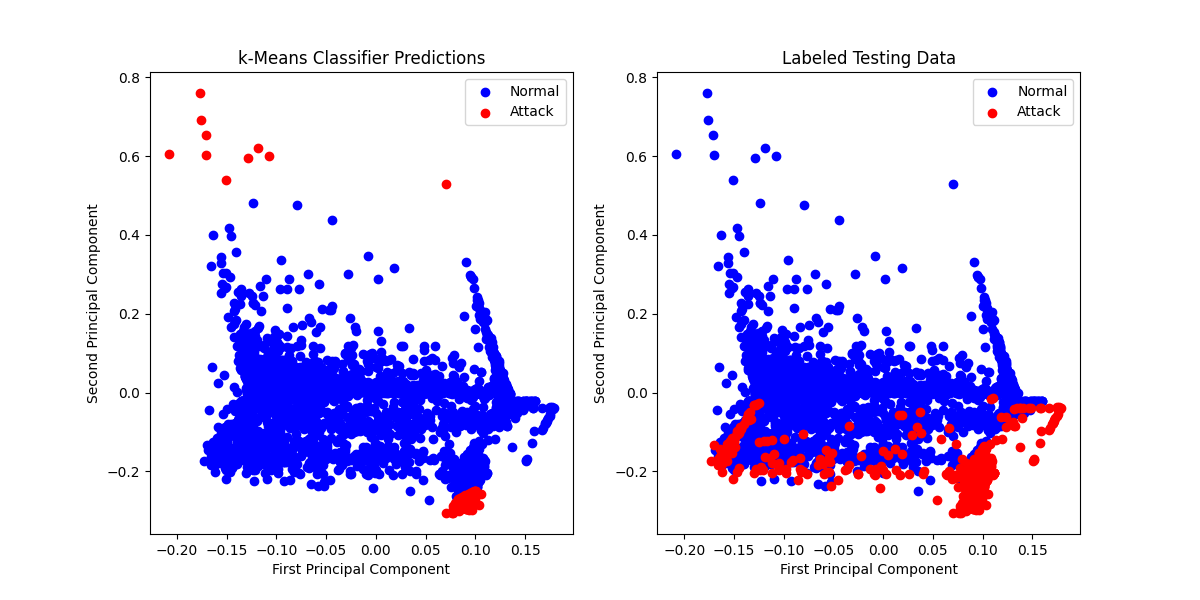 k-Means Classifier Predictions
Normal
Attack
0.8
0.6
0.4
0.2
0.0
−0.2
Second Principal Component
−0.20
−0.15
−0.10
−0.05
0.00
0.05
0.10
0.15
First Principal Component
Labeled Testing Data
Normal
Attack
0.8
0.6
0.4
0.2
0.0
−0.2
Second Principal Component
−0.20
−0.15
−0.10
−0.05
0.00
0.05
0.10
0.15
First Principal Component